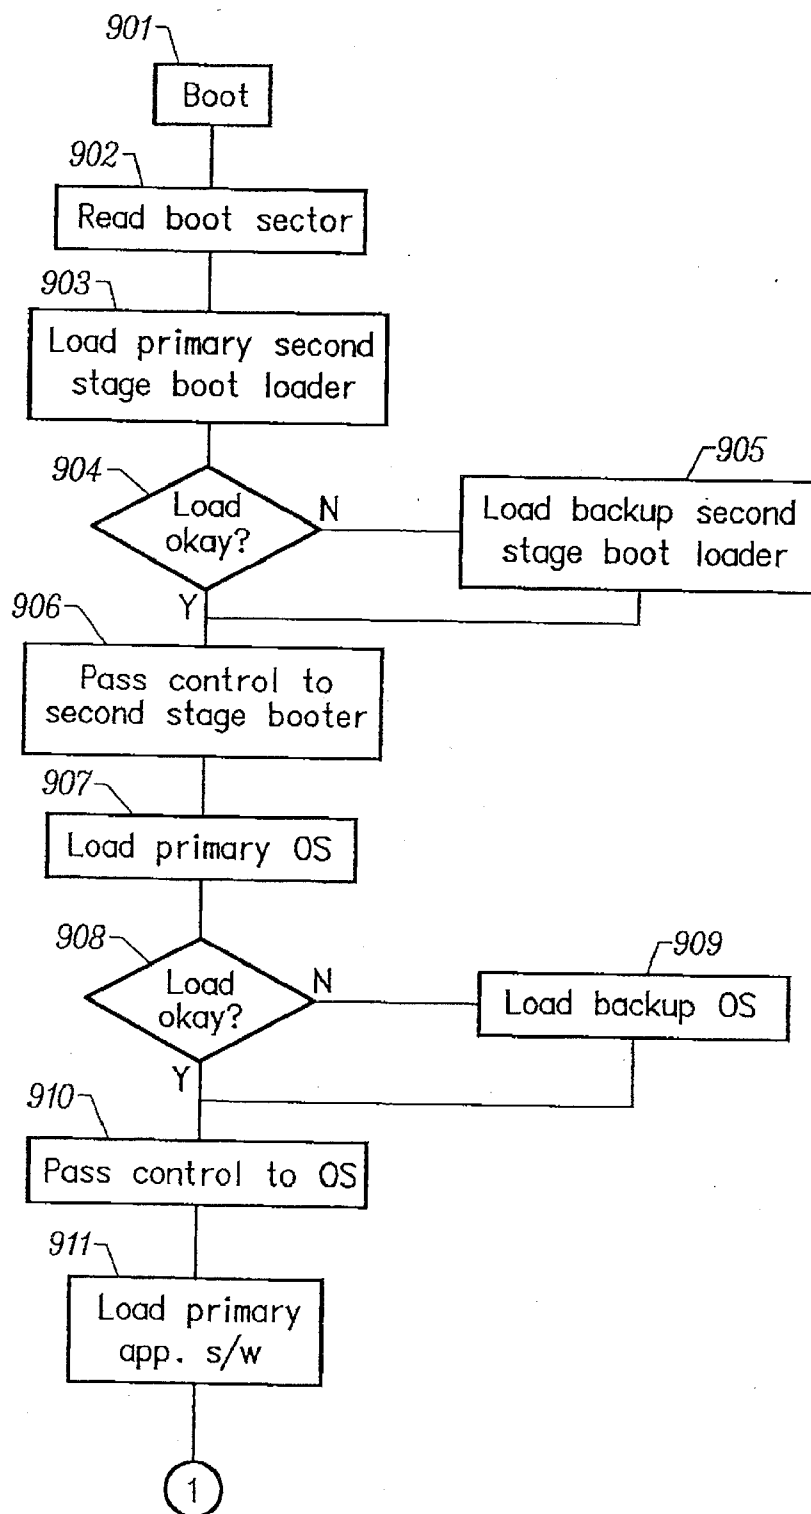 901
Boot
902
Read boot sector
903
Load primary second
stage boot loader
904
Load
okay?
N
905
Load backup second
stage boot loader
Y
906
Pass control to
second stage booter
907
Load primary OS
908
Load
okay?
N
909
Load backup OS
Y
910
Pass control to OS
911
Load primary
app. s/w
1